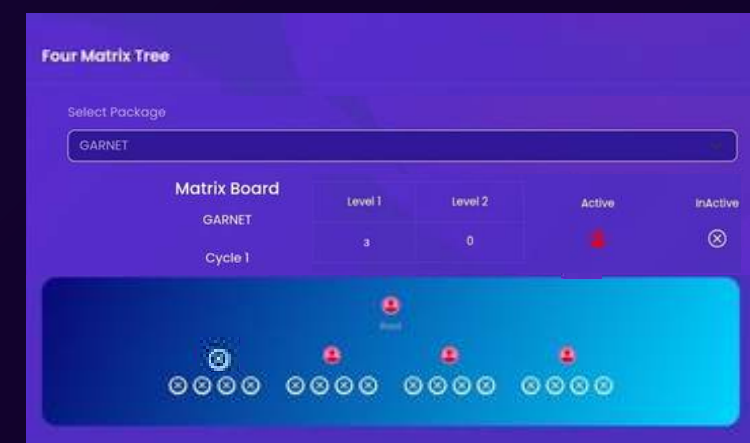 Four Matrix Tree
Select Package
GARNET
Matrix Board
GARNET
Cycle 1
Level 1 Level 2 Active InActive
3 0
Root